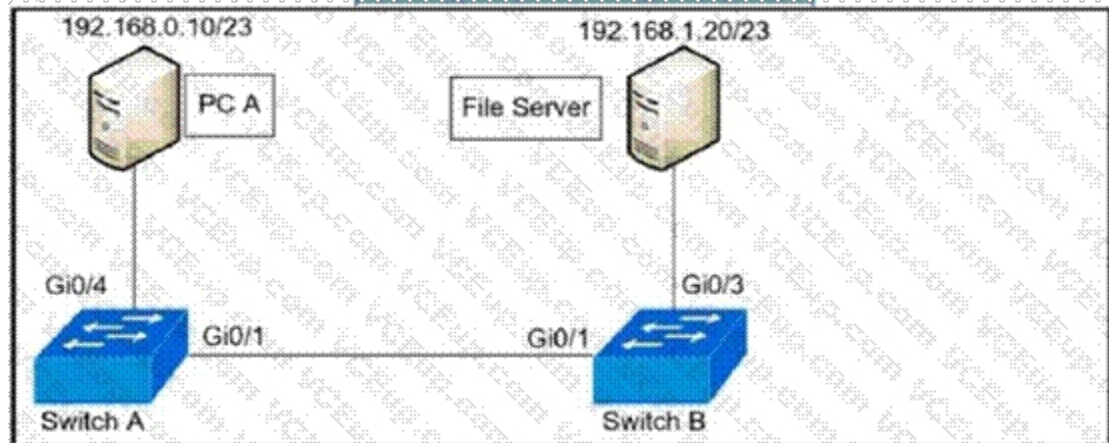 192.168.0.10/23
192.168.1.20/23
PC A
File Server
Gi0/4
Gi0/3
Gi0/1
Gi0/1
Switch A
Switch B